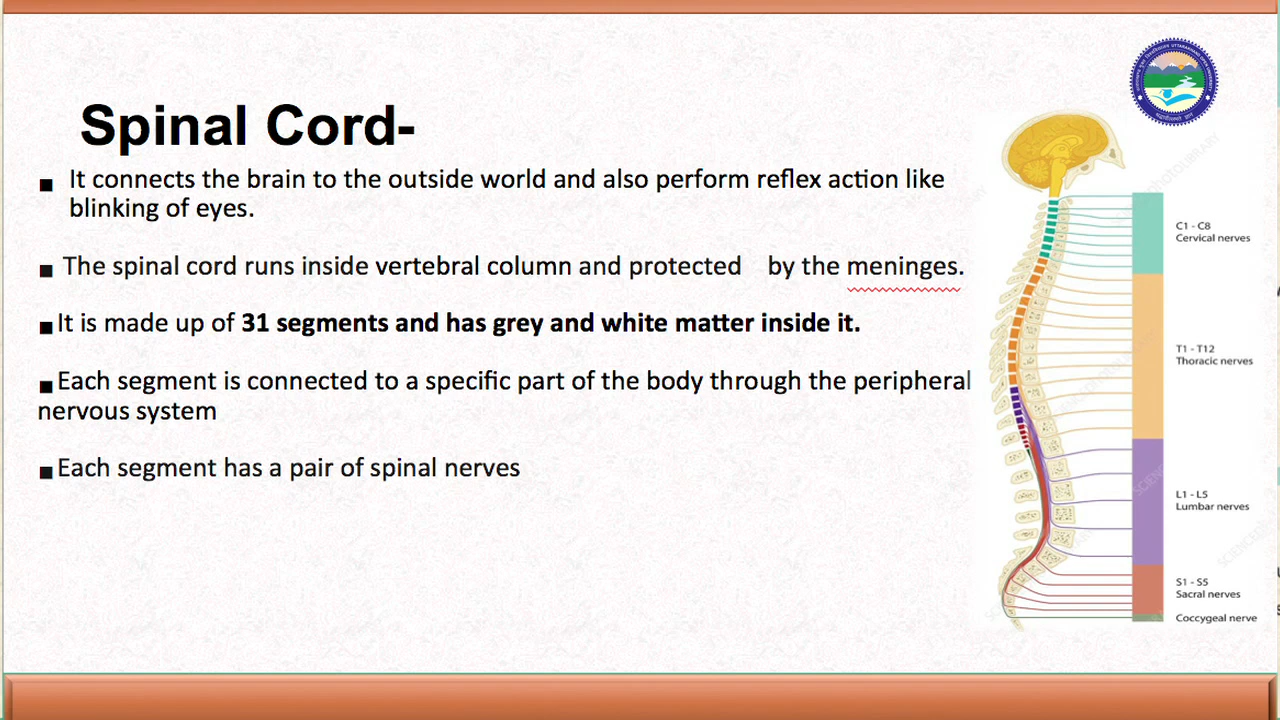 Spinal Cord-
It connects the brain to the outside world and also perform reflex action like
blinking of eyes.
The spinal cord runs inside vertebral column and protected by the meninges.
It is made up of 31 segments and has grey and white matter inside it.
Each segment is connected to a specific part of the body through the peripheral
nervous system
Each segment has a pair of spinal nerves
C1 - C8
Cervical nerves
T1 - T12
Thoracic nerves
L1 - L5
Lumbar nerves
S1 - S5
Sacral nerves
Coccygeal nerve